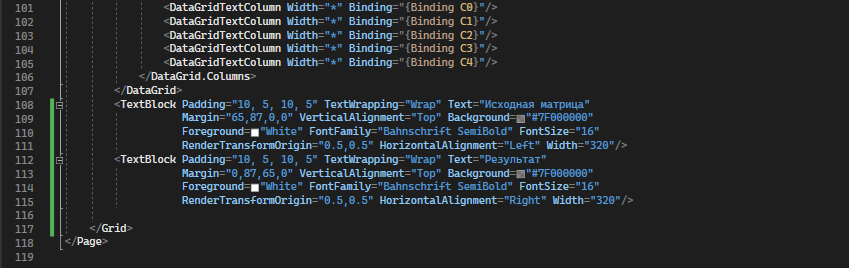 101 <DataGridTextColumn Width="*" Binding="{Binding C0}"/>
102 <DataGridTextColumn Width="*" Binding="{Binding C1}"/>
103 <DataGridTextColumn Width="*" Binding="{Binding C2}"/>
104 <DataGridTextColumn Width="*" Binding="{Binding C3}"/>
105 <DataGridTextColumn Width="*" Binding="{Binding C4}"/>
106 </DataGrid.Columns>
107 </DataGrid>
108 <TextBlock Padding="10, 5, 10, 5" TextWrapping="Wrap" Text="Исходная матрица"
109 Margin="65,87,0,0" VerticalAlignment="Top" Background="#7F000000"
110 Foreground="White" FontFamily="Bahnschrift SemiBold" FontSize="16"
111 RenderTransformOrigin="0.5,0.5" HorizontalAlignment="Left" Width="320"/>
112 <TextBlock Padding="10, 5, 10, 5" TextWrapping="Wrap" Text="Результат"
113 Margin="0,87,65,0" VerticalAlignment="Top" Background="#7F000000"
114 Foreground="White" FontFamily="Bahnschrift SemiBold" FontSize="16"
115 RenderTransformOrigin="0.5,0.5" HorizontalAlignment="Right" Width="320"/>
116
117 </Grid>
118 </Page>
119